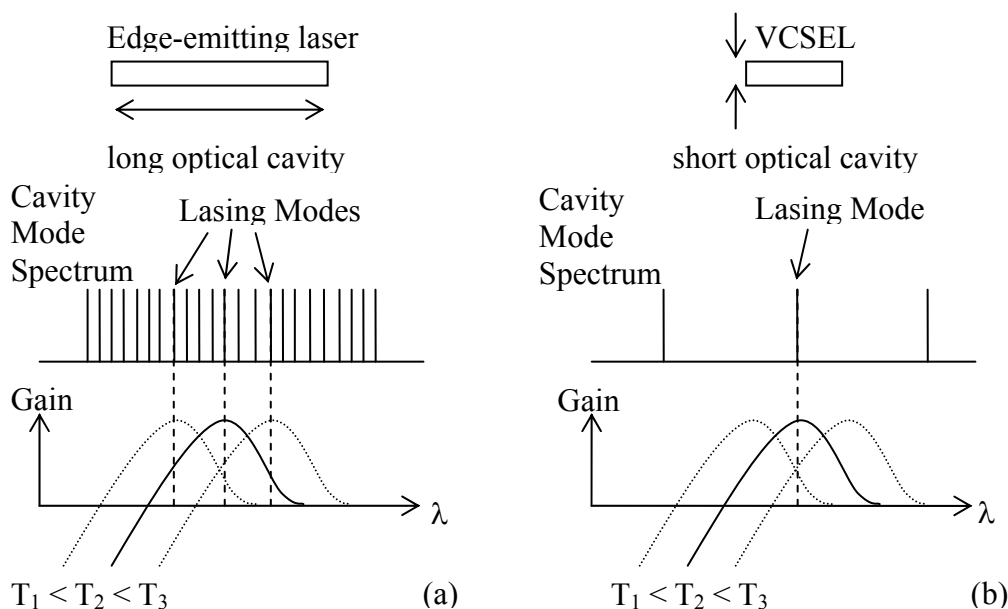 Edge-emitting laser
long optical cavity
Cavity
Mode
Spectrum
Lasing Modes
Gain
λ
T₁ < T₂ < T₃
(a)
VCSEL
short optical cavity
Cavity
Mode
Spectrum
Lasing Mode
Gain
λ
T₁ < T₂ < T₃
(b)